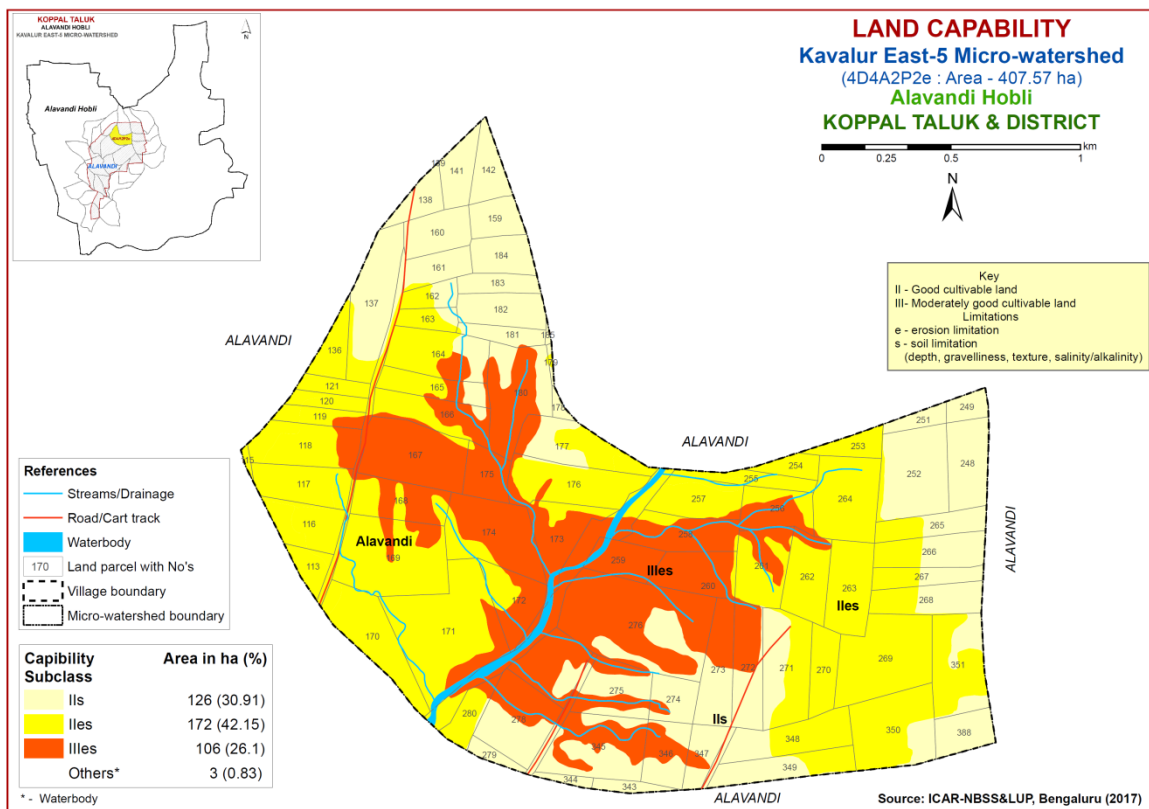 KOPPAL TALUK
ALAVANDI HOBLI
KAVALUR EAST-5 MICRO-WATERSHED
N
Alavandi Hobli
ALAVANDI
LAND CAPABILITY
Kavalur East-5 Micro-watershed
(4D4A2P2e : Area - 407.57 ha)
Alavandi Hobli
KOPPAL TALUK & DISTRICT
km
0 0.25 0.5 1
N
Key
II - Good cultivable land
III- Moderately good cultivable land
Limitations
e - erosion limitation
s - soil limitation
(depth, gravelliness, texture, salinity/alkalinity)
141 142
138
159
160
184
161
183
162
137
182
163
181
ALAVANDI
136
164
179
121
165
180
120
119
166
178
251 249
118
177
ALAVANDI
253
167
254
252 248
175
176
255
117
257
264
168
256
116
174
173
258
265
Alavandi
266
169
259
113
IIIes
261
260
262
263
267
IIes
268
172
ALAVANDI
170
171
276
273 272 271 270
269
351
275
274
280
278
IIs
350
388
348
279
345
346
347
349
344
343
ALAVANDI
References
Streams/Drainage
Road/Cart track
Waterbody
170 Land parcel with No's
Village boundary
Micro-watershed boundary
Capibility Subclass Area in ha (%)
IIs 126 (30.91)
IIes 172 (42.15)
IIIes 106 (26.1)
Others* 3 (0.83)
* - Waterbody
Source: ICAR-NBSS&LUP, Bengaluru (2017)